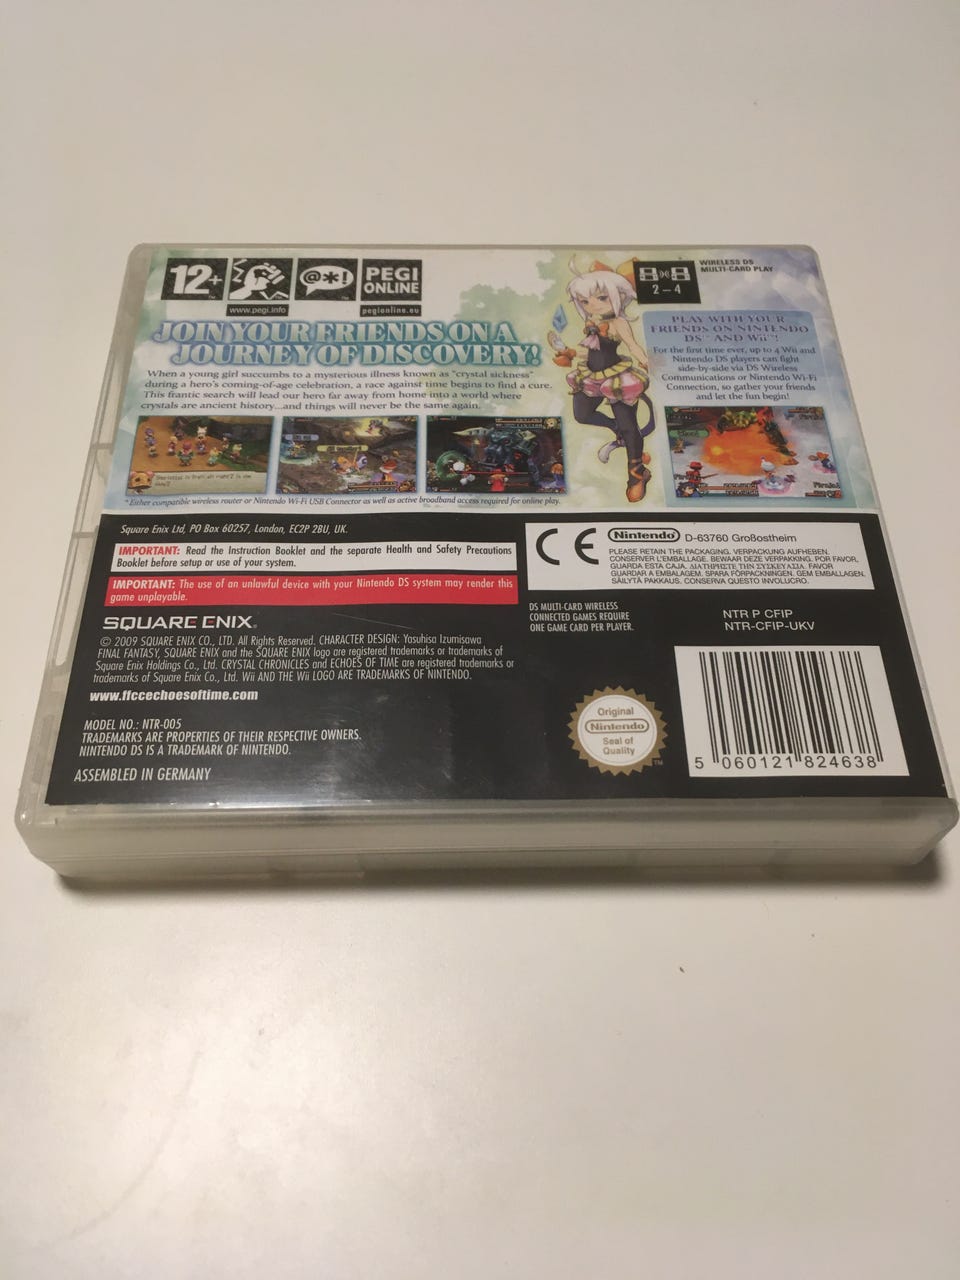 12+
@*!
PEGI
ONLINE
www.pegi.info
pegionline.eu
JOIN YOUR FRIENDS ON A
JOURNEY OF DISCOVERY!
When a young girl succumbs to a mysterious illness known as "crystal sickness"
during a hero's coming-of-age celebration, a race against time begins to find a cure.
This frantic search will lead our hero far away from home into a world where
crystals are ancient history...and things will never be the same again.
*Either compatible wireless router or Nintendo Wi-Fi USB Connector as well as active broadband access required for online play.
2 – 4
WIRELESS DS
MULTI-CARD PLAY
PLAY WITH YOUR
FRIENDS ON NINTENDO
DS™ AND Wii™!
For the first time ever, up to 4 Wii and
Nintendo DS players can fight
side-by-side via DS Wireless
Communications or Nintendo Wi-Fi
Connection, so gather your friends
and let the fun begin!
Square Enix Ltd, PO Box 60257, London, EC2P 2BU, UK.
IMPORTANT: Read the Instruction Booklet and the separate Health and Safety Precautions
Booklet before setup or use of your system.
IMPORTANT: The use of an unlawful device with your Nintendo DS system may render this
game unplayable.
SQUARE ENIX®
© 2009 SQUARE ENIX CO., LTD. All Rights Reserved. CHARACTER DESIGN: Yasuhisa Izumisawa
FINAL FANTASY, SQUARE ENIX and the SQUARE ENIX logo are registered trademarks or trademarks of
Square Enix Holdings Co., Ltd. CRYSTAL CHRONICLES and ECHOES OF TIME are registered trademarks or
trademarks of Square Enix Co., Ltd. Wii AND THE Wii LOGO ARE TRADEMARKS OF NINTENDO.
www.ffccechoesoftime.com
MODEL NO.: NTR-005
TRADEMARKS ARE PROPERTIES OF THEIR RESPECTIVE OWNERS.
NINTENDO DS IS A TRADEMARK OF NINTENDO.
ASSEMBLED IN GERMANY
CE
Nintendo® D-63760 Großostheim
PLEASE RETAIN THE PACKAGING. VERPACKUNG AUFHEBEN.
CONSERVER L'EMBALLAGE. BEWAAR DEZE VERPAKKING. POR FAVOR,
GUARDA ESTA CAJA. ΔΙΑΤΗΡΗΣΤΕ ΤΗΝ ΣΥΣΚΕΥΑΣΙΑ. FAVOR
GUARDAR A EMBALAGEM. SPARA FÖRPACKNINGEN. GEM EMBALLAGEN.
SÄILYTÄ PAKKAUS. CONSERVA QUESTO INVOLUCRO.
DS MULTI-CARD WIRELESS
CONNECTED GAMES REQUIRE
ONE GAME CARD PER PLAYER.
NTR P CFIP
NTR-CFIP-UKV
Original
Nintendo®
Seal of
Quality
TM
5 060121 824638